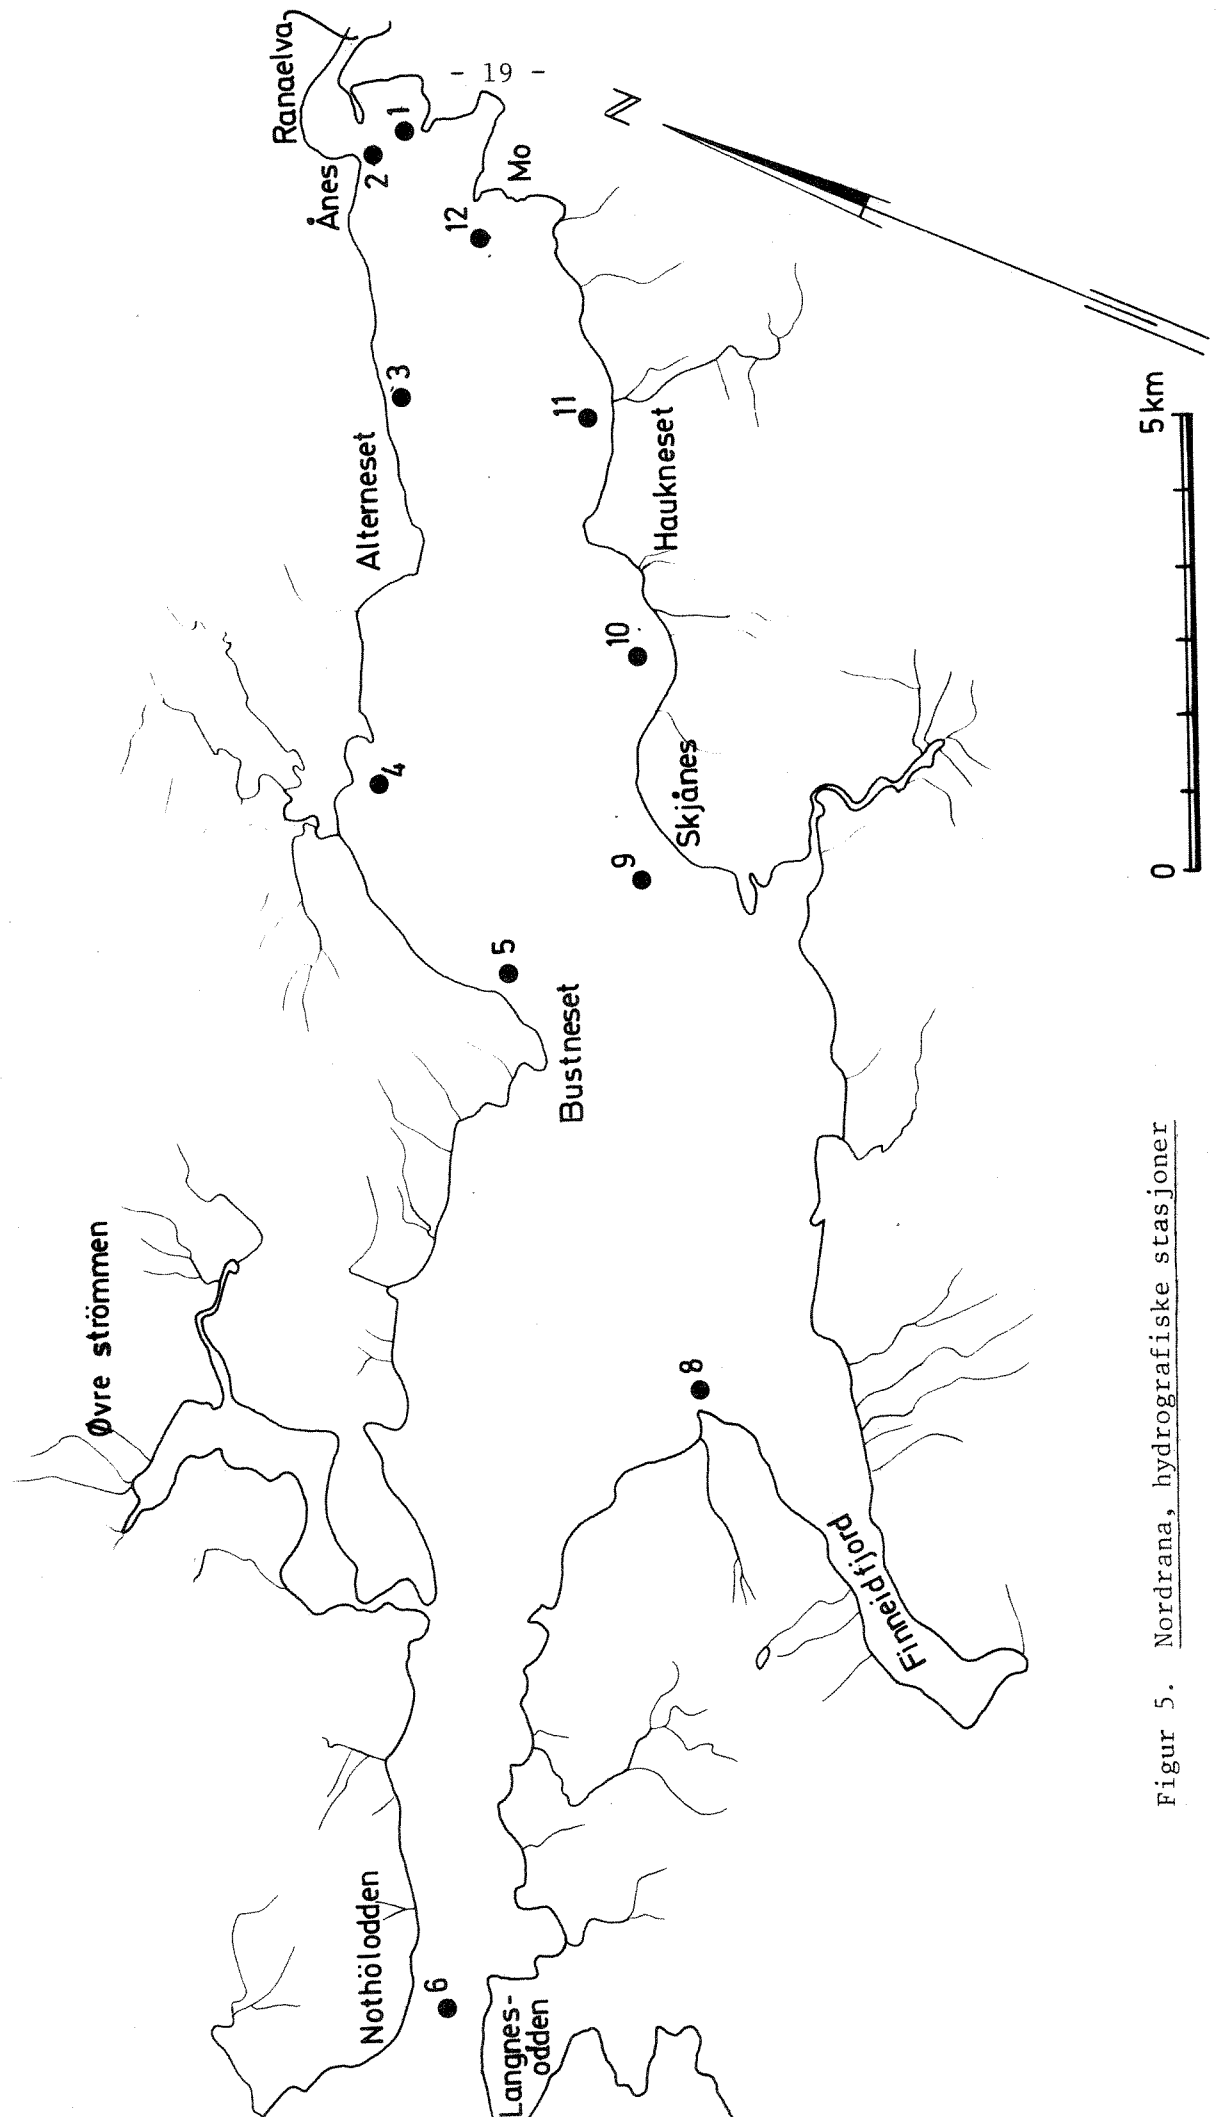 - 19 -
Ranaelva
Ånes
1
2
Mo
12
3
11
N
Alterneset
Haukneset
5km
10
4
Skjånes
9
0
5
Bustneset
Øvre strömmen
8
Finneidfjord
Nothölodden
6
Langnes-
odden
Figur 5. Nordrana, hydrografiske stasjoner